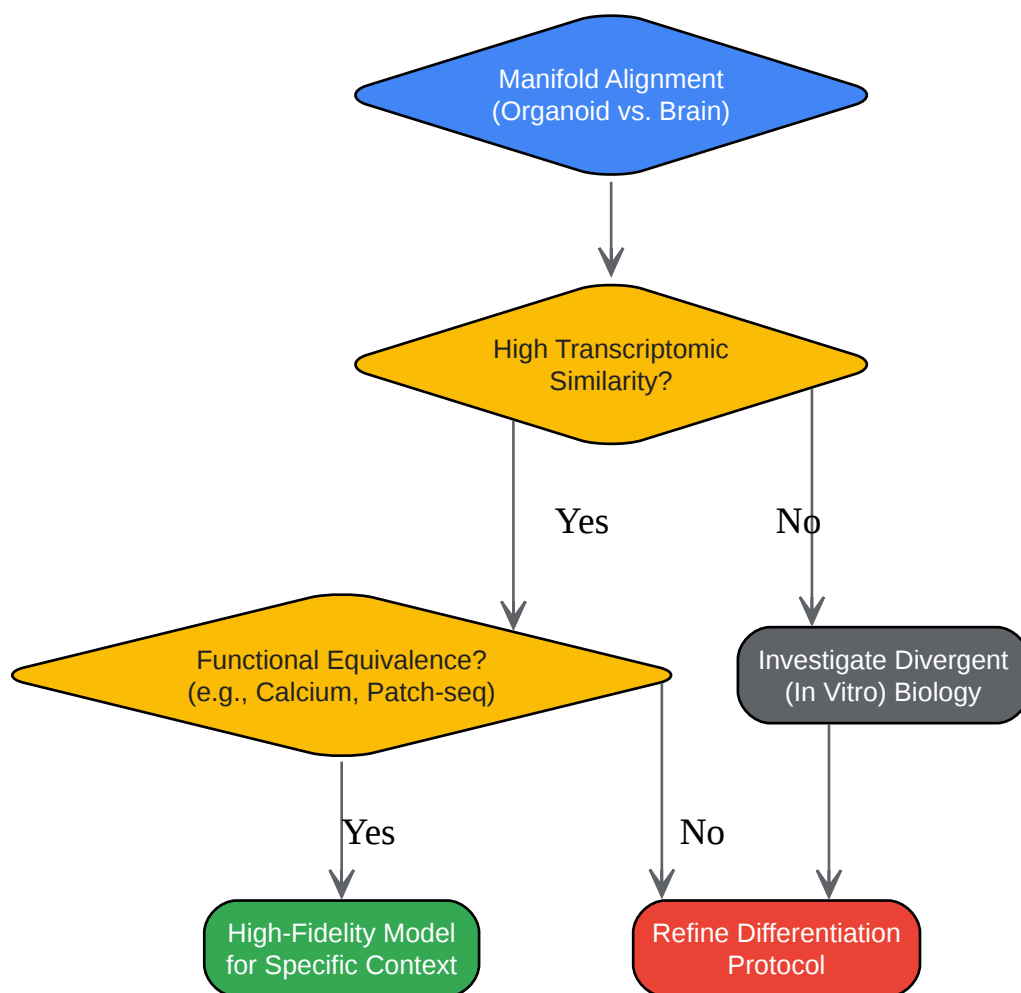 Manifold Alignment
(Organoid vs. Brain)
High Transcriptomic
Similarity?
Yes
No
Functional Equivalence?
(e.g., Calcium, Patch-seq)
Investigate Divergent
(In Vitro) Biology
Yes
No
High-Fidelity Model
for Specific Context
Refine Differentiation
Protocol